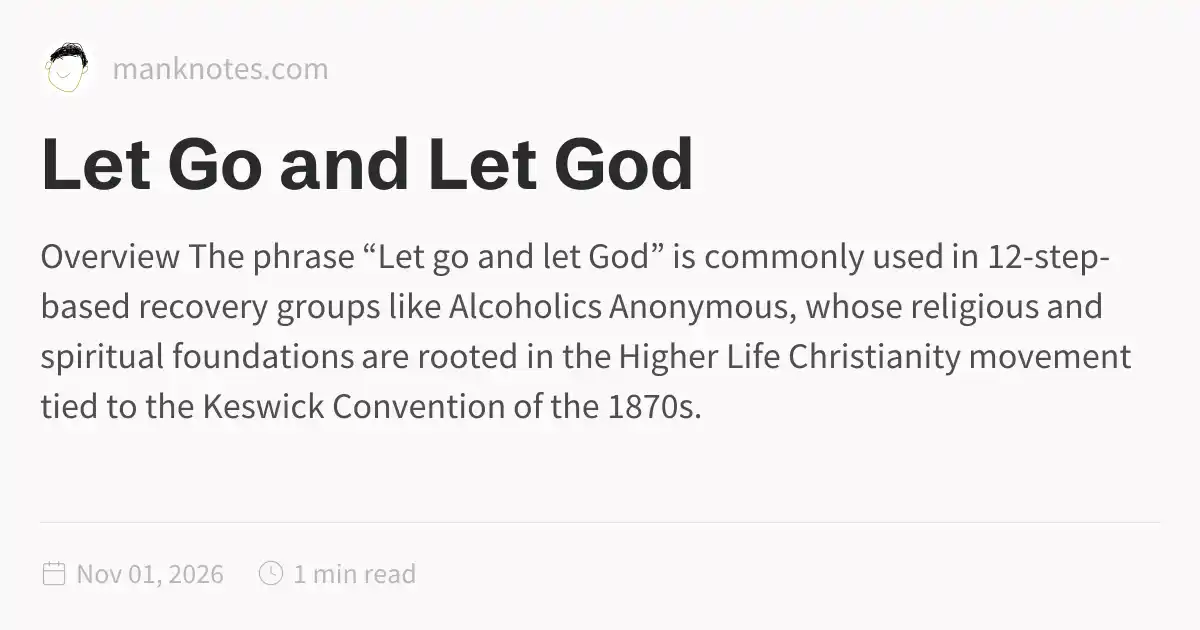 manknotes.com
Let Go and Let God
Overview The phrase “Let go and let God” is commonly used in 12-step-
based recovery groups like Alcoholics Anonymous, whose religious and
spiritual foundations are rooted in the Higher Life Christianity movement
tied to the Keswick Convention of the 1870s.
Nov 01, 2026 1 min read